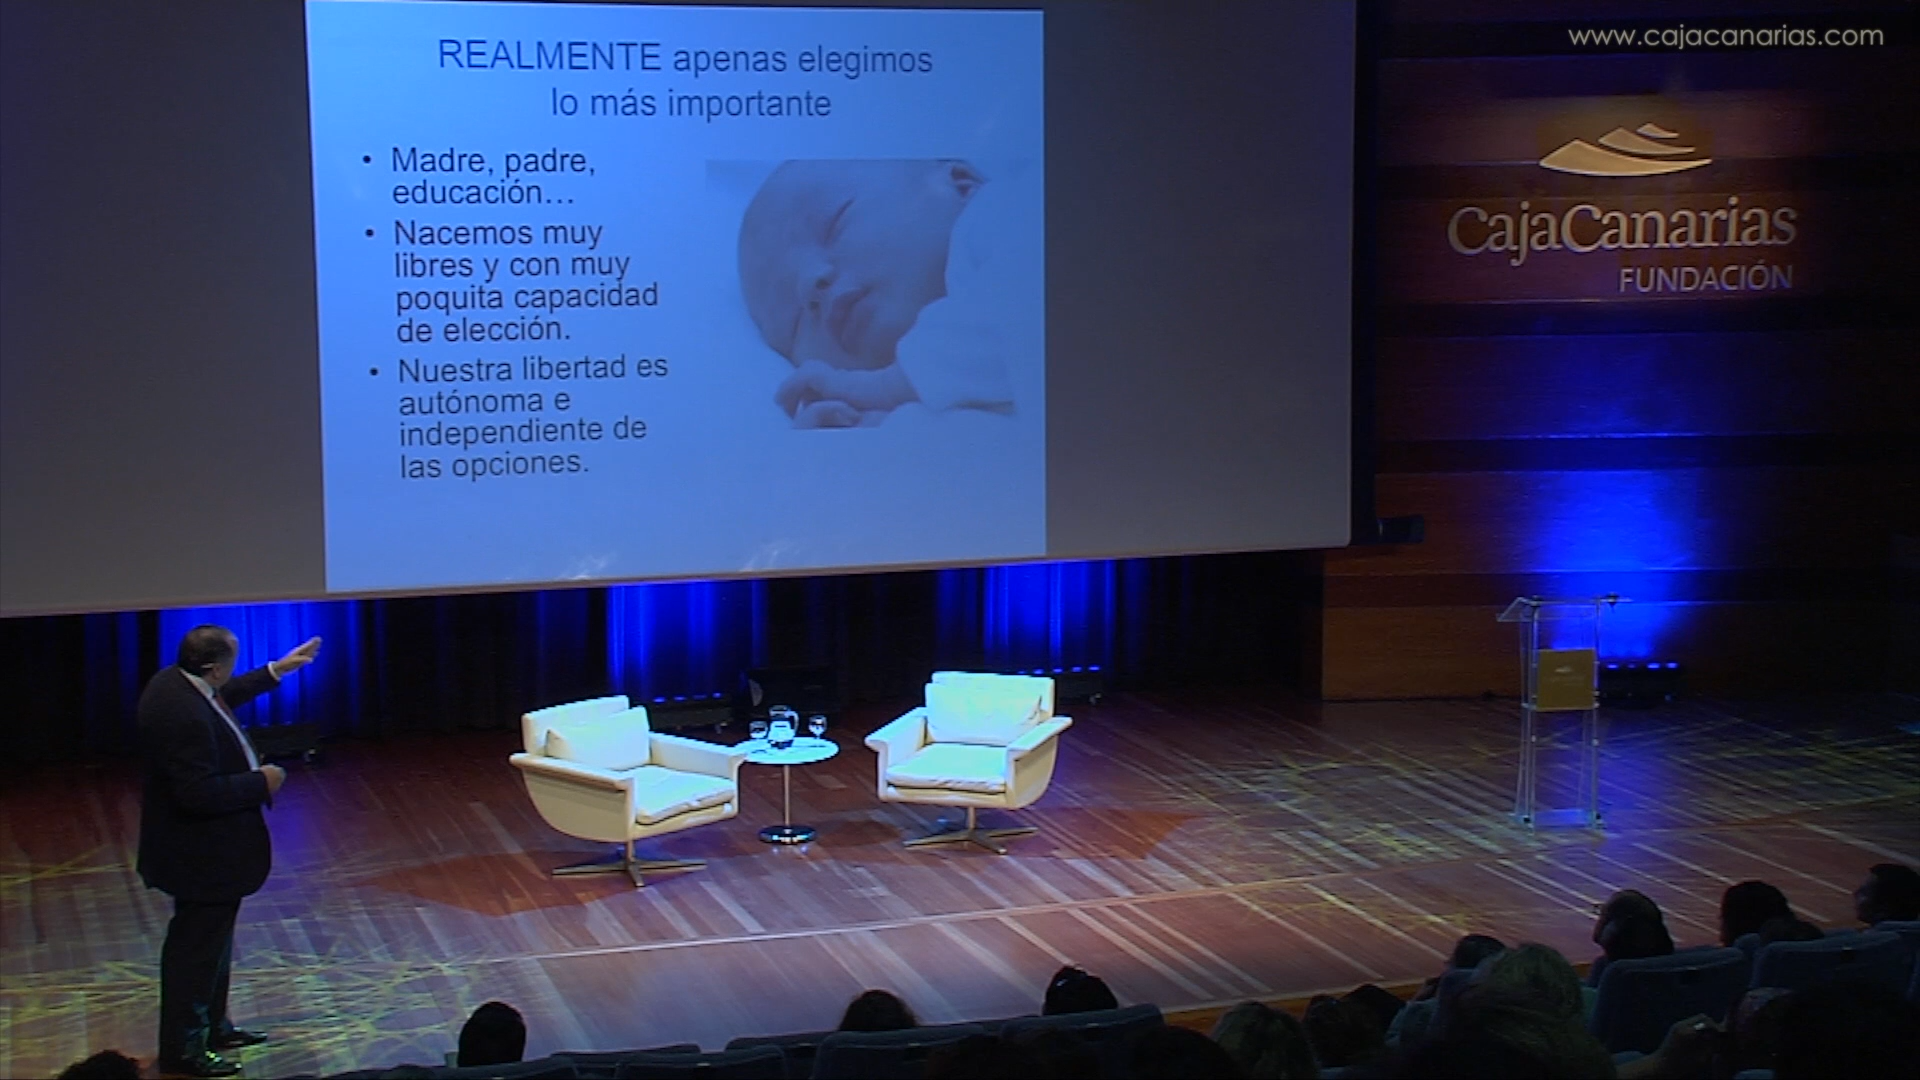 www.cajacanarias.com
REALMENTE apenas elegimos
lo más importante
• Madre, padre,
educación...
• Nacemos muy
libres y con muy
poquita capacidad
de elección.
• Nuestra libertad es
autónoma e
independiente de
las opciones.
CajaCanarias
FUNDACIÓN